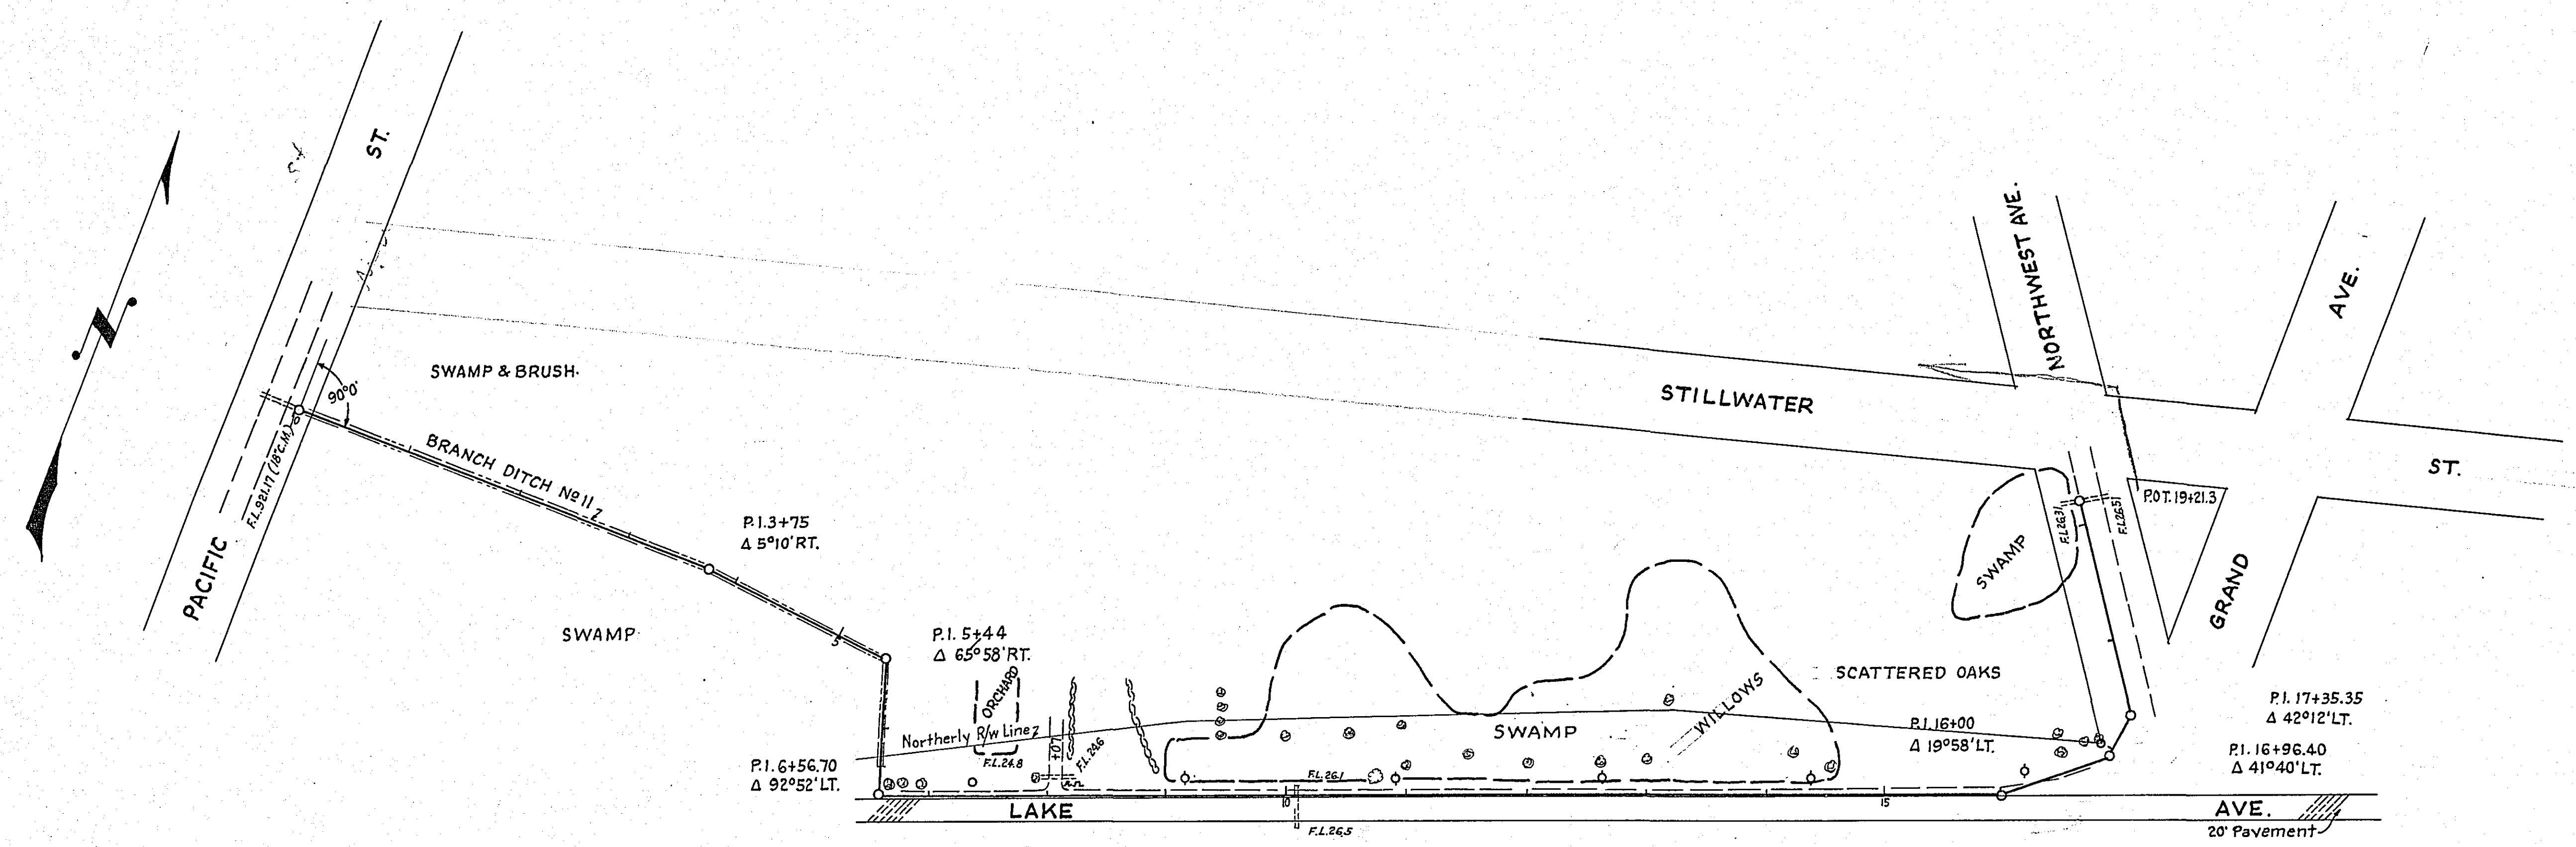 ST.
N
PACIFIC
SWAMP & BRUSH.
90°0'
F.L.921.17 (18"C.M.)
0
BRANCH DITCH No 11
P.I.3+75
Δ 5°10'RT.
SWAMP
5
P.I. 5+44
Δ 65°58'RT.
ORCHARD
Northerly R/w Line
F.L.24.8
+07
F.L.24.6
P.I.6+56.70
Δ 92°52'LT.
LAKE
10
F.L.26.1
F.L.26.5
SWAMP
WILLOWS
15
STILLWATER
NORTHWEST AVE.
AVE.
ST.
P.O.T. 19+21.3
F.L.26.31
F.L.26.51
SWAMP
GRAND
SCATTERED OAKS
P.I.16+00
Δ 19°58'LT.
P.I. 17+35.35
Δ 42°12'LT.
P.I. 16+96.40
Δ 41°40'LT.
AVE.
20' Pavement